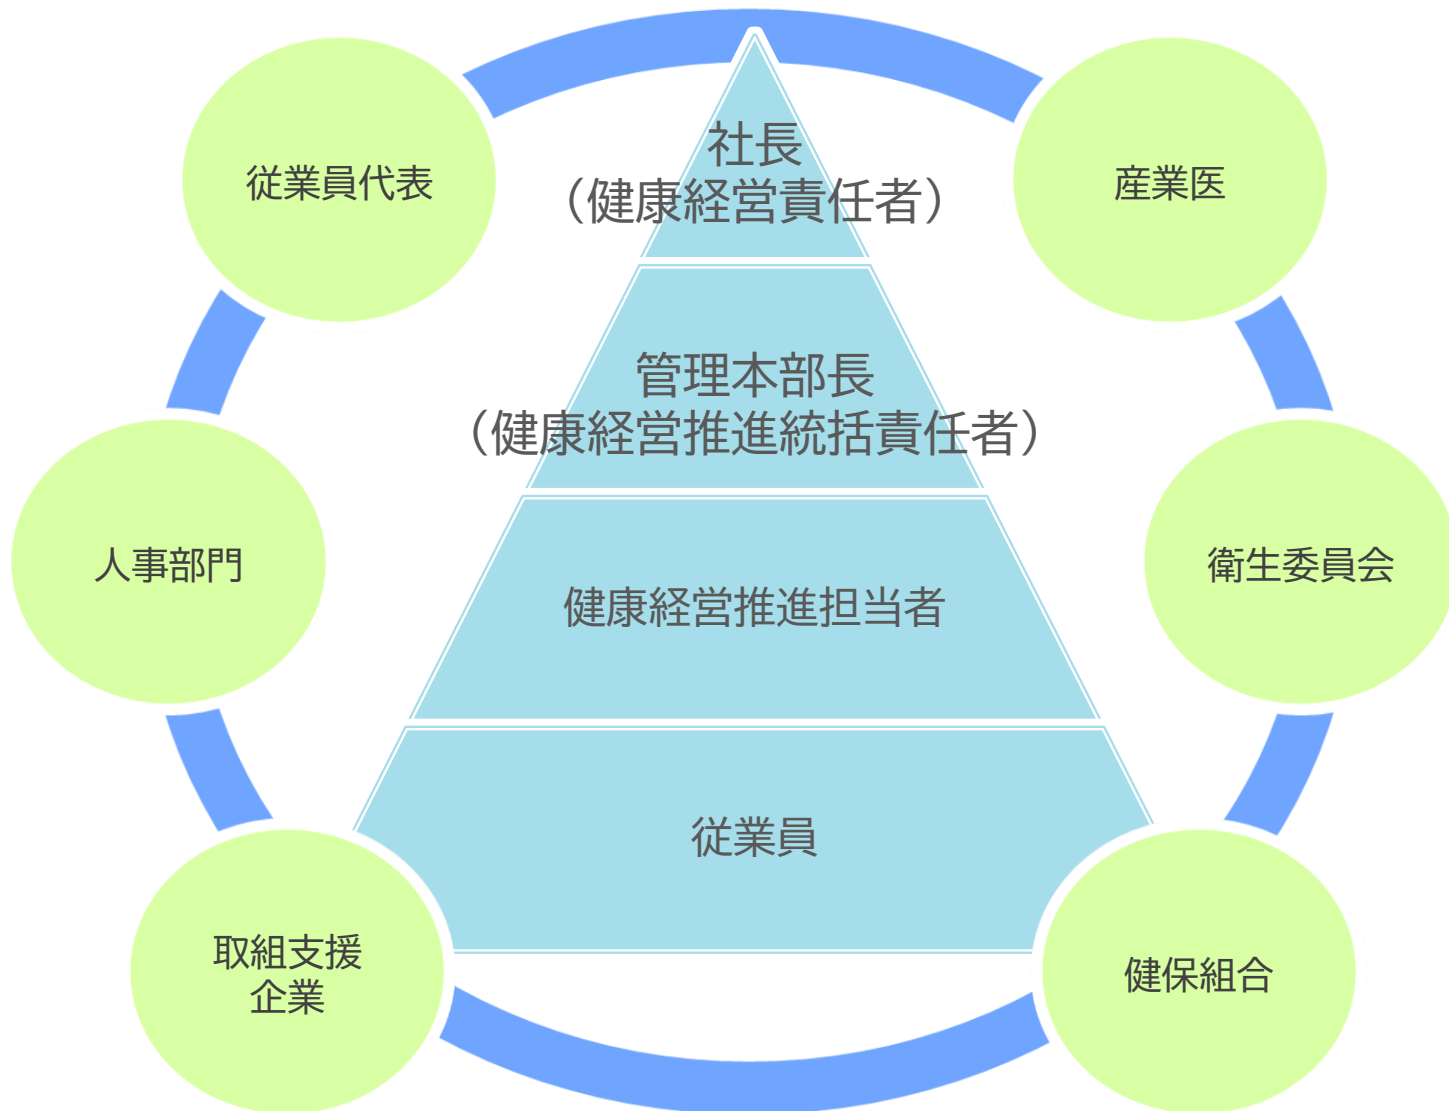 社長
（健康経営責任者）
従業員代表
産業医
管理本部長
（健康経営推進統括責任者）
人事部門
衛生委員会
健康経営推進担当者
従業員
取組支援
企業
健保組合